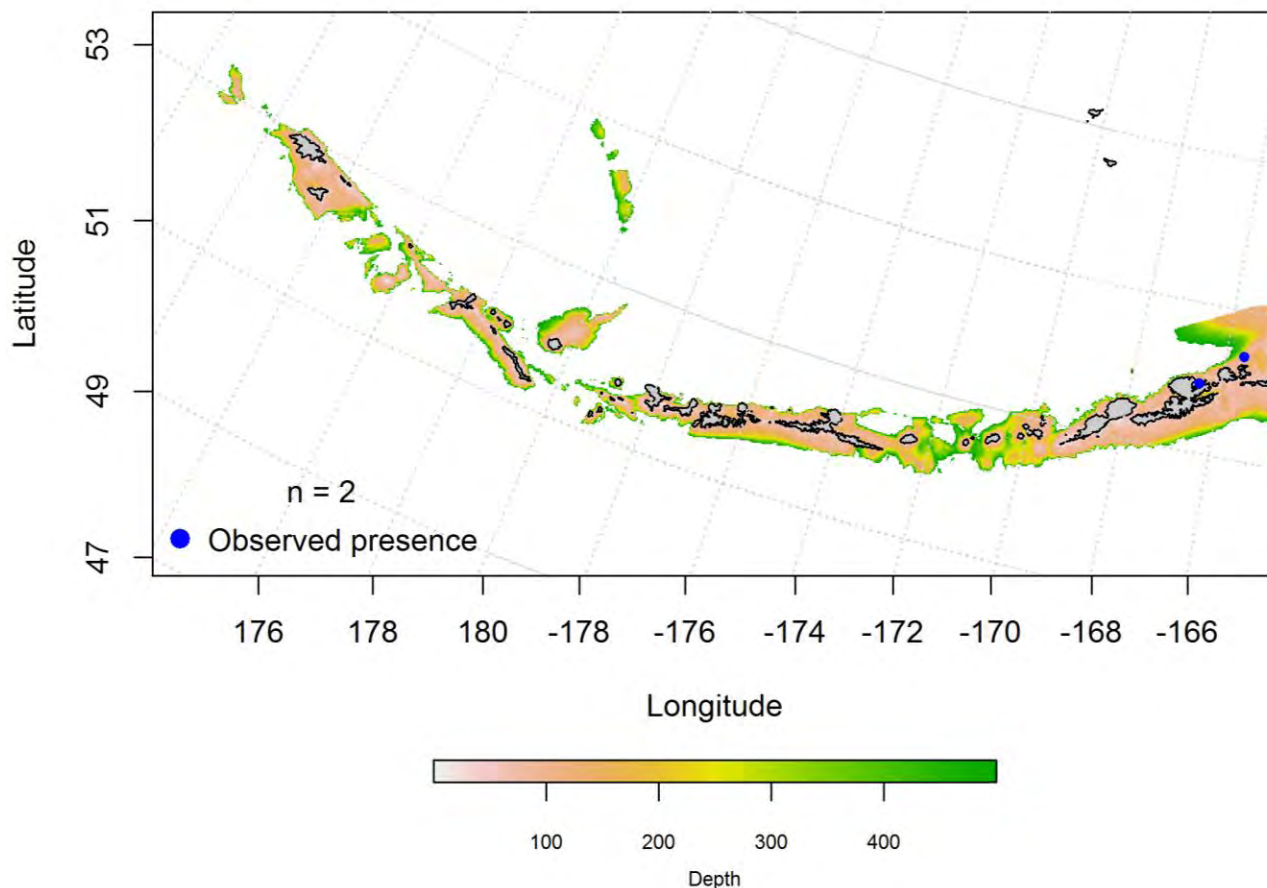 53
51
49
47
Latitude
n = 2
Observed presence
176 178 180 -178 -176 -174 -172 -170 -168 -166
Longitude
100 200 300 400
Depth